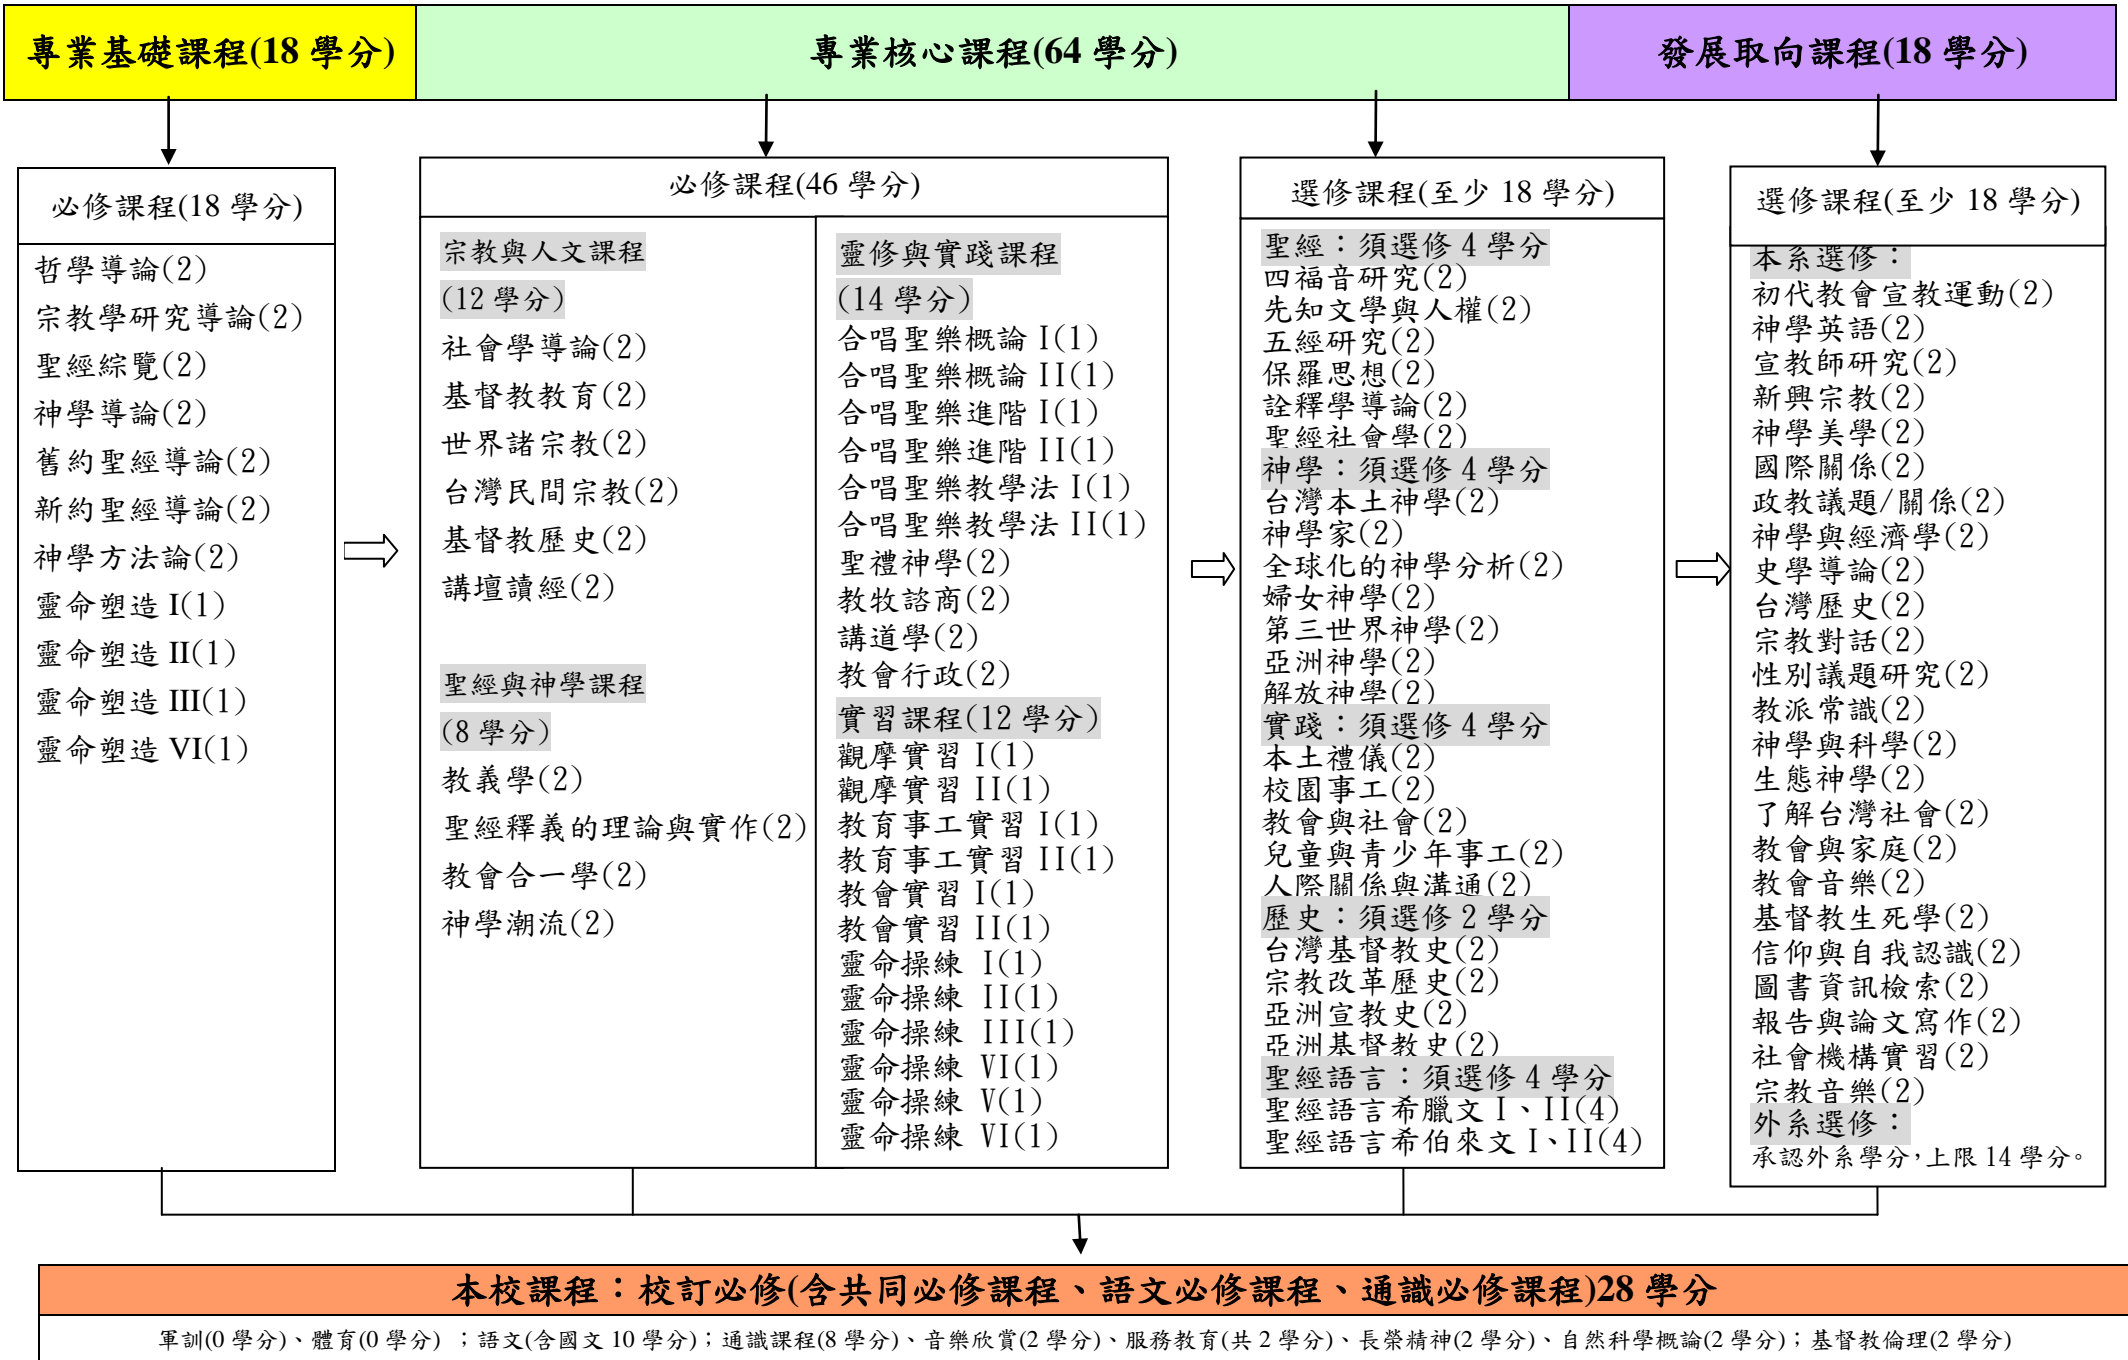 專業基礎課程(18 學分)
專業核心課程(64 學分)
發展取向課程(18 學分)
必修課程(18 學分)
哲學導論(2)
宗教學研究導論(2)
聖經綜覽(2)
神學導論(2)
舊約聖經導論(2)
新約聖經導論(2)
神學方法論(2)
靈命塑造 I(1)
靈命塑造 II(1)
靈命塑造 III(1)
靈命塑造 VI(1)
必修課程(46 學分)
宗教與人文課程
(12 學分)
社會學導論(2)
基督教教育(2)
世界諸宗教(2)
台灣民間宗教(2)
基督教歷史(2)
講壇讀經(2)
聖經與神學課程
(8 學分)
教義學(2)
聖經釋義的理論與實作(2)
教會合一學(2)
神學潮流(2)
靈修與實踐課程
(14 學分)
合唱聖樂概論 I(1)
合唱聖樂概論 II(1)
合唱聖樂進階 I(1)
合唱聖樂進階 II(1)
合唱聖樂教學法 I(1)
合唱聖樂教學法 II(1)
聖禮神學(2)
教牧諮商(2)
講道學(2)
教會行政(2)
實習課程(12 學分)
觀摩實習 I(1)
觀摩實習 II(1)
教育事工實習 I(1)
教育事工實習 II(1)
教會實習 I(1)
教會實習 II(1)
靈命操練 I(1)
靈命操練 II(1)
靈命操練 III(1)
靈命操練 VI(1)
靈命操練 V(1)
靈命操練 VI(1)
選修課程(至少 18 學分)
聖經：須選修 4 學分
四福音研究(2)
先知文學與人權(2)
五經研究(2)
保羅思想(2)
詮釋學導論(2)
聖經社會學(2)
神學：須選修 4 學分
台灣本土神學(2)
神學家(2)
全球化的神學分析(2)
婦女神學(2)
第三世界神學(2)
亞洲神學(2)
解放神學(2)
實踐：須選修 4 學分
本土禮儀(2)
校園事工(2)
教會與社會(2)
兒童與青少年事工(2)
人際關係與溝通(2)
歷史：須選修 2 學分
台灣基督教史(2)
宗教改革歷史(2)
亞洲宣教史(2)
亞洲基督教史(2)
聖經語言：須選修 4 學分
聖經語言希臘文 I、II(4)
聖經語言希伯來文 I、II(4)
選修課程(至少 18 學分)
本系選修：
初代教會宣教運動(2)
神學英語(2)
宣教師研究(2)
新興宗教(2)
神學美學(2)
國際關係(2)
政教議題/關係(2)
神學與經濟學(2)
史學導論(2)
台灣歷史(2)
宗教對話(2)
性別議題研究(2)
教派常識(2)
神學與科學(2)
生態神學(2)
了解台灣社會(2)
教會與家庭(2)
教會音樂(2)
基督教生死學(2)
信仰與自我認識(2)
圖書資訊檢索(2)
報告與論文寫作(2)
社會機構實習(2)
宗教音樂(2)
外系選修：
承認外系學分，上限 14 學分。
本校課程：校訂必修(含共同必修課程、語文必修課程、通識必修課程)28 學分
軍訓(0 學分)、體育(0 學分) ；語文(含國文 10 學分)；通識課程(8 學分)、音樂欣賞(2 學分)、服務教育(共 2 學分)、長榮精神(2 學分)、自然科學概論(2 學分)；基督教倫理(2 學分)